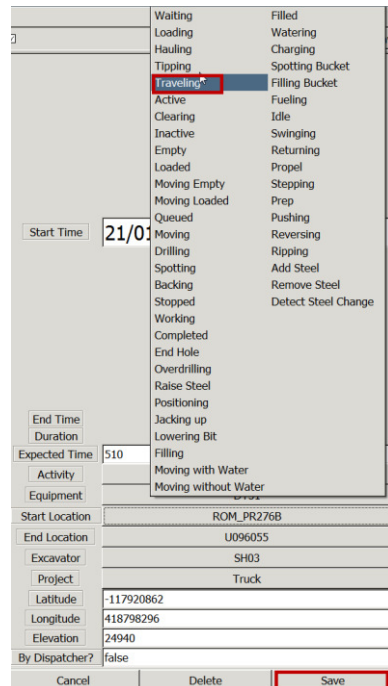 Waiting Filled
Loading Watering
Hauling Charging
Tipping Spotting Bucket
Traveling Filling Bucket
Active Fueling
Clearing Idle
Inactive Swinging
Empty Returning
Loaded Propel
Moving Empty Stepping
Moving Loaded Prep
Queued Pushing
Start Time 21/01 Moving Reversing
Drilling Ripping
Spotting Add Steel
Backing Remove Steel
Stopped Detect Steel Change
Working
Completed
End Hole
Overdrilling
Raise Steel
Positioning
End Time Jacking up
Duration Lowering Bit
Expected Time 510 Filling
Activity Moving with Water
Moving without Water
Equipment
Start Location ROM_PR276B
End Location U096055
Excavator SH03
Project Truck
Latitude -117920862
Longitude 418798296
Elevation 24940
By Dispatcher? false
Cancel Delete Save